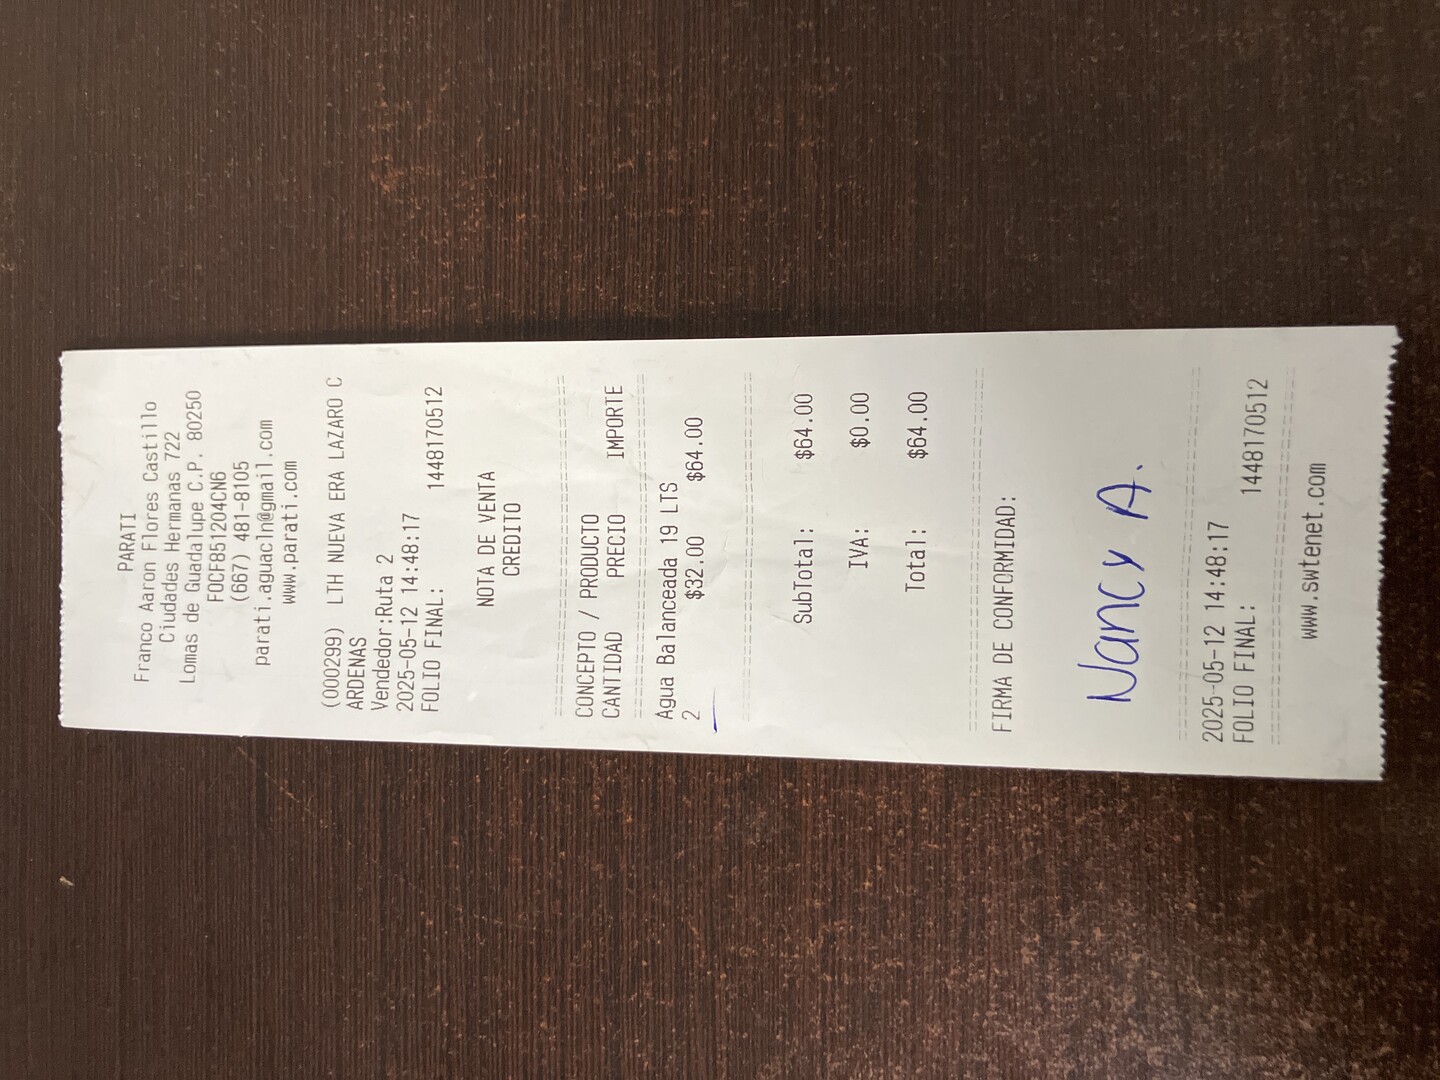 PARATI
Franco Aaron Flores Castillo
Ciudades Hermanas 722
Lomas de Guadalupe C.P. 80250
FOCF851204CN6
(667) 481-8105
parati.aguacln@gmail.com
www.parati.com
(000299) LTH NUEVA ERA LAZARO C
ARDENAS
Vendedor:Ruta 2
2025-05-12 14:48:17
FOLIO FINAL: 1448170512
NOTA DE VENTA
CREDITO
CONCEPTO / PRODUCTO
CANTIDAD PRECIO IMPORTE
Agua Balanceada 19 LTS
2 $32.00 $64.00
SubTotal: $64.00
IVA: $0.00
Total: $64.00
FIRMA DE CONFORMIDAD:
Nancy A.
2025-05-12 14:48:17
FOLIO FINAL: 1448170512
www.swtenet.com